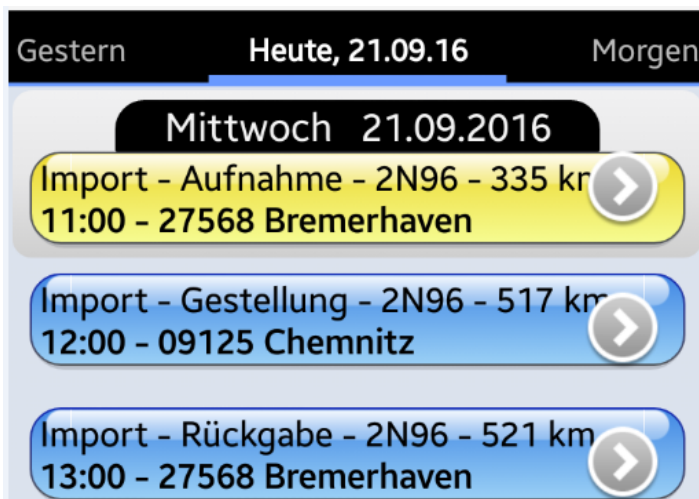 Gestern Heute, 21.09.16 Morgen
Mittwoch 21.09.2016
Import - Aufnahme - 2N96 - 335 km
11:00 - 27568 Bremerhaven
Import - Gestellung - 2N96 - 517 km
12:00 - 09125 Chemnitz
Import - Rückgabe - 2N96 - 521 km
13:00 - 27568 Bremerhaven